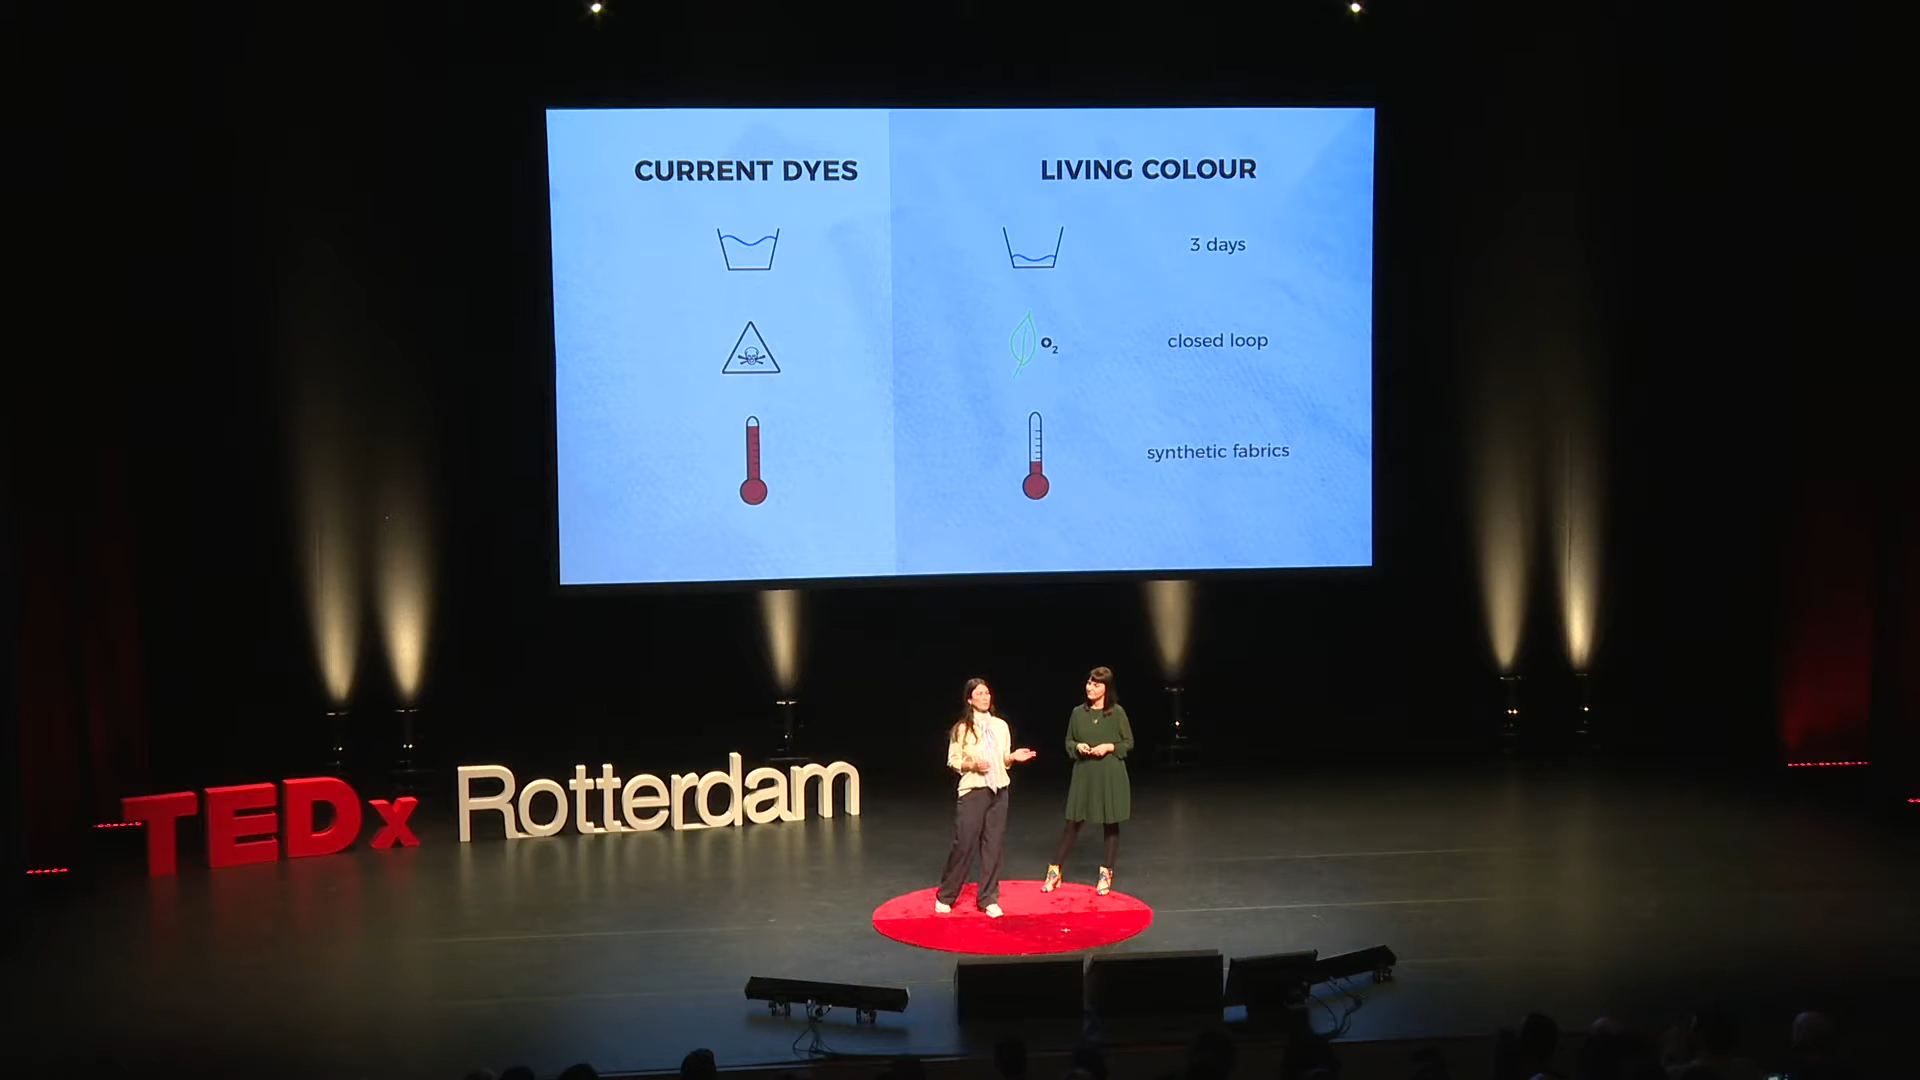 CURRENT DYES
LIVING COLOUR
3 days
O2
closed loop
synthetic fabrics
TEDx Rotterdam